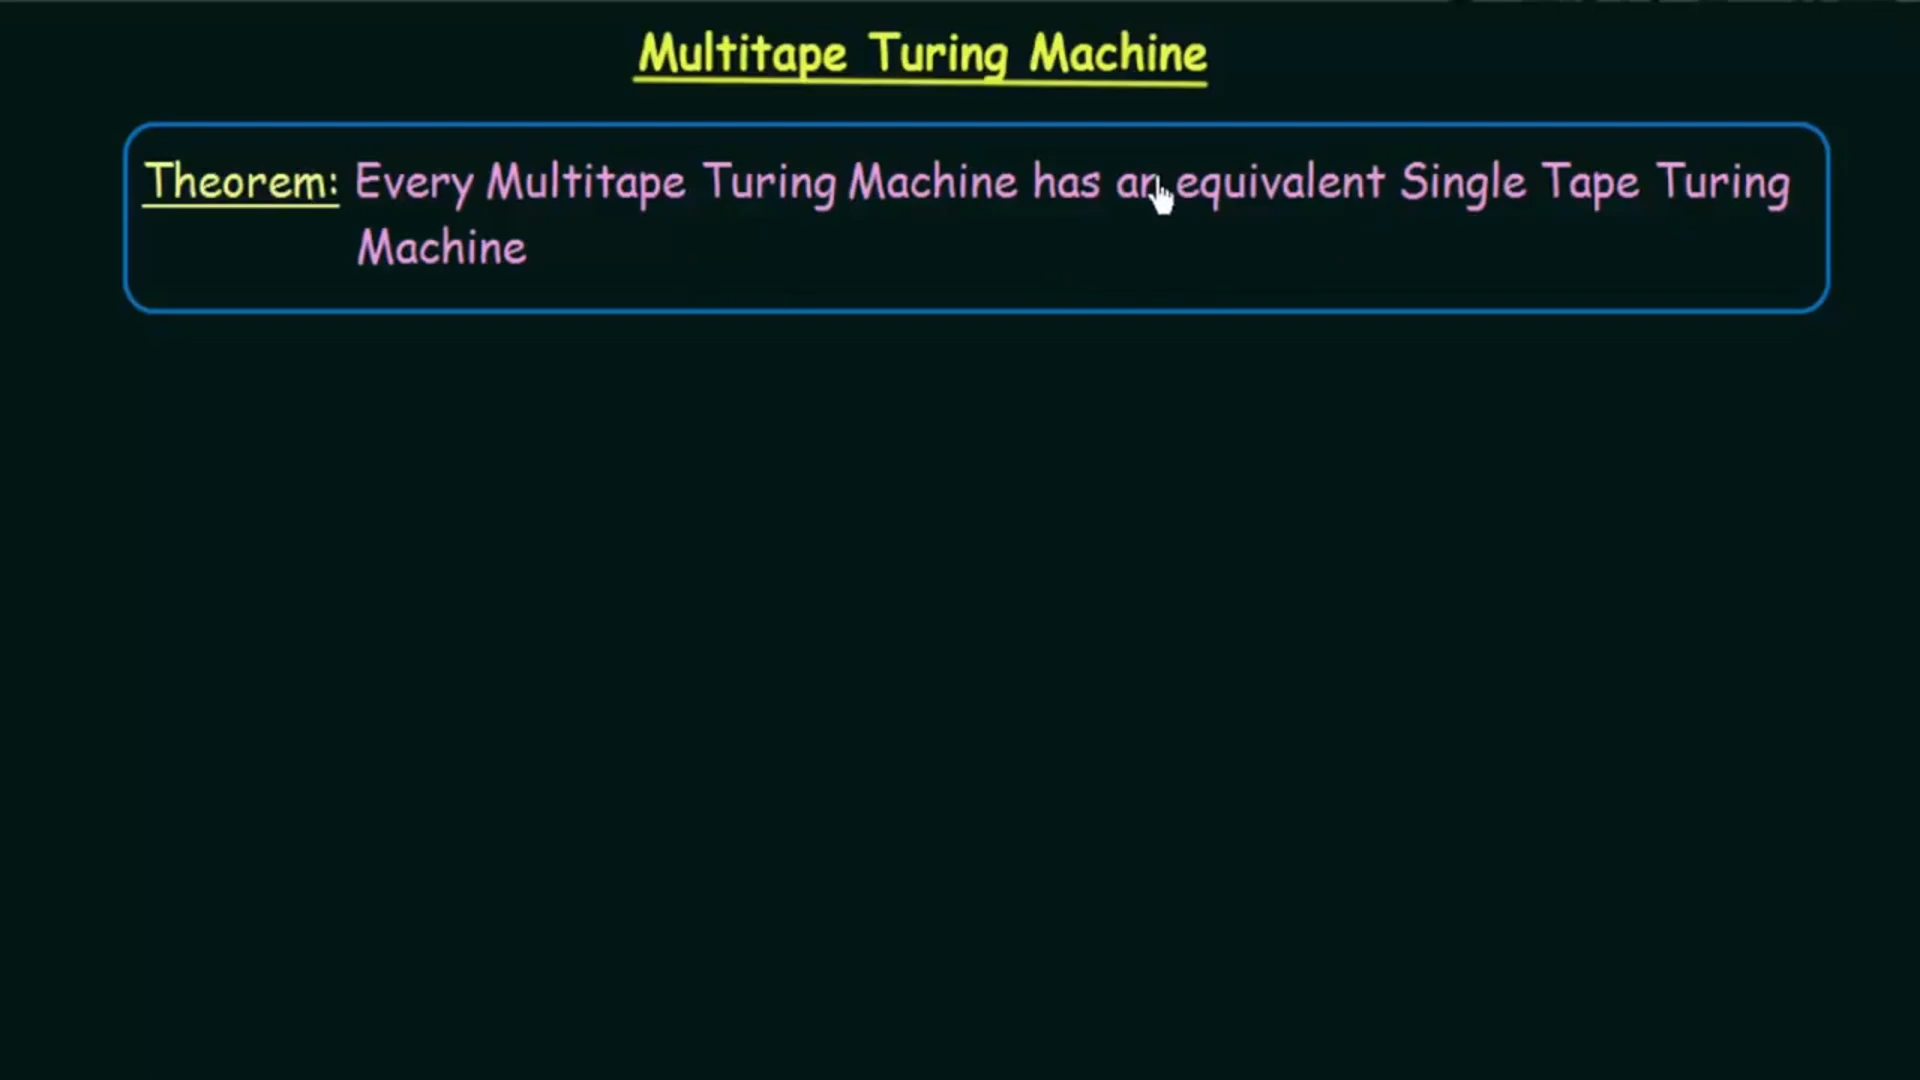 Multitape Turing Machine
Theorem: Every Multitape Turing Machine has an equivalent Single Tape Turing
Machine